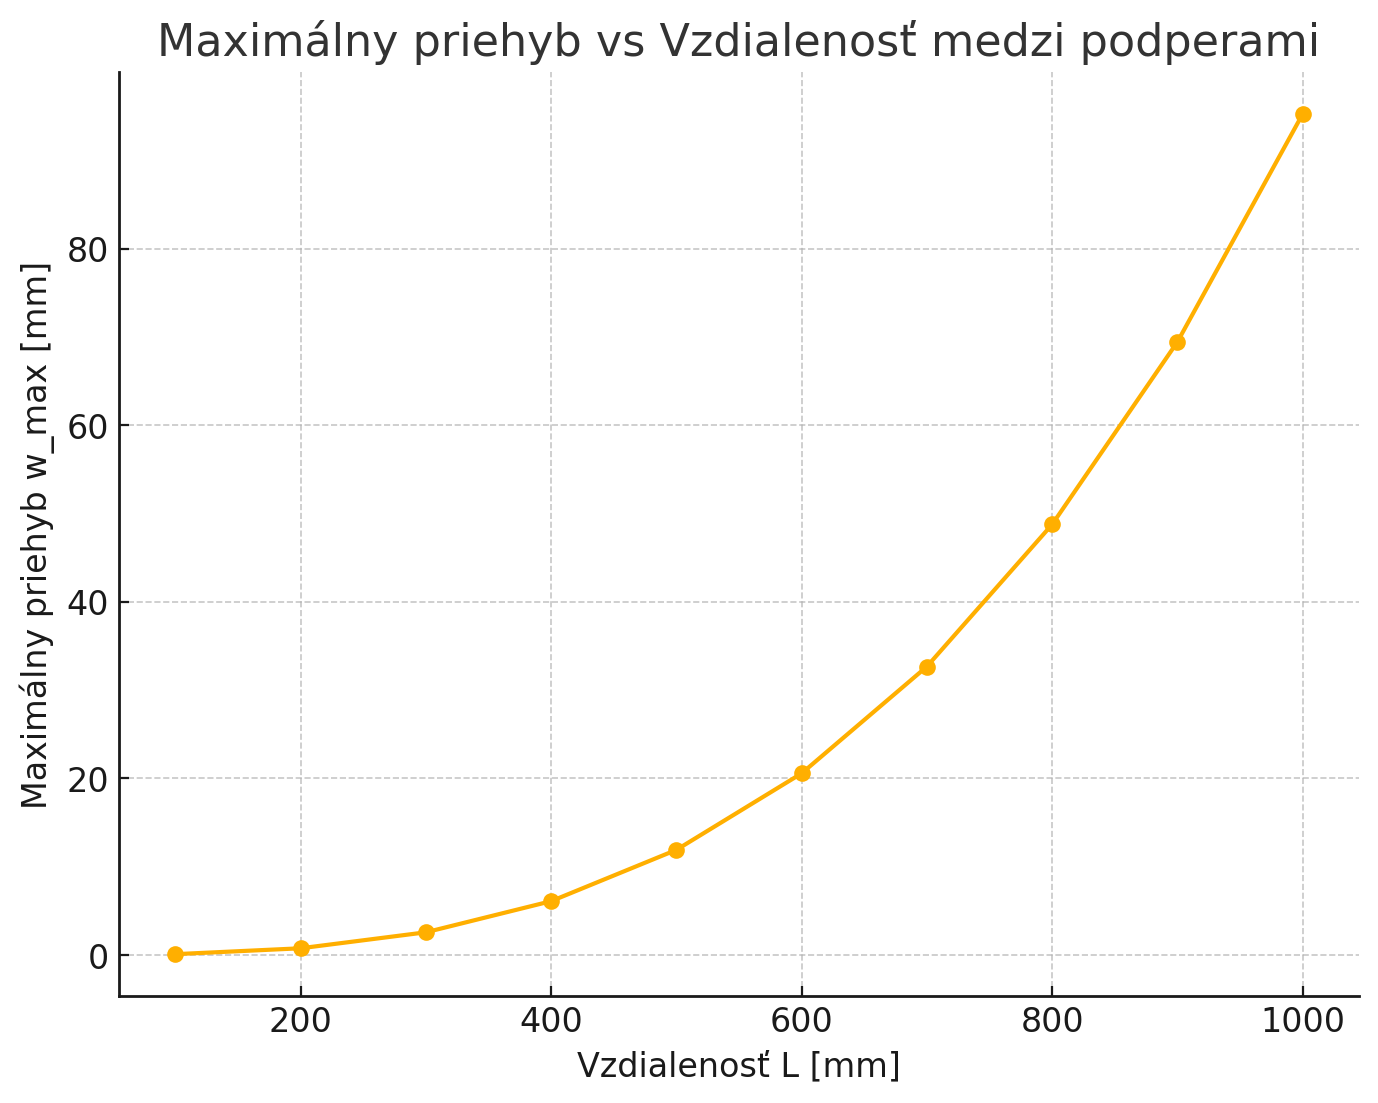 Maximálny priehyb vs Vzdialenosť medzi podperami
Maximálny priehyb w_max [mm]
80
60
40
20
0
200 400 600 800 1000
Vzdialenosť L [mm]